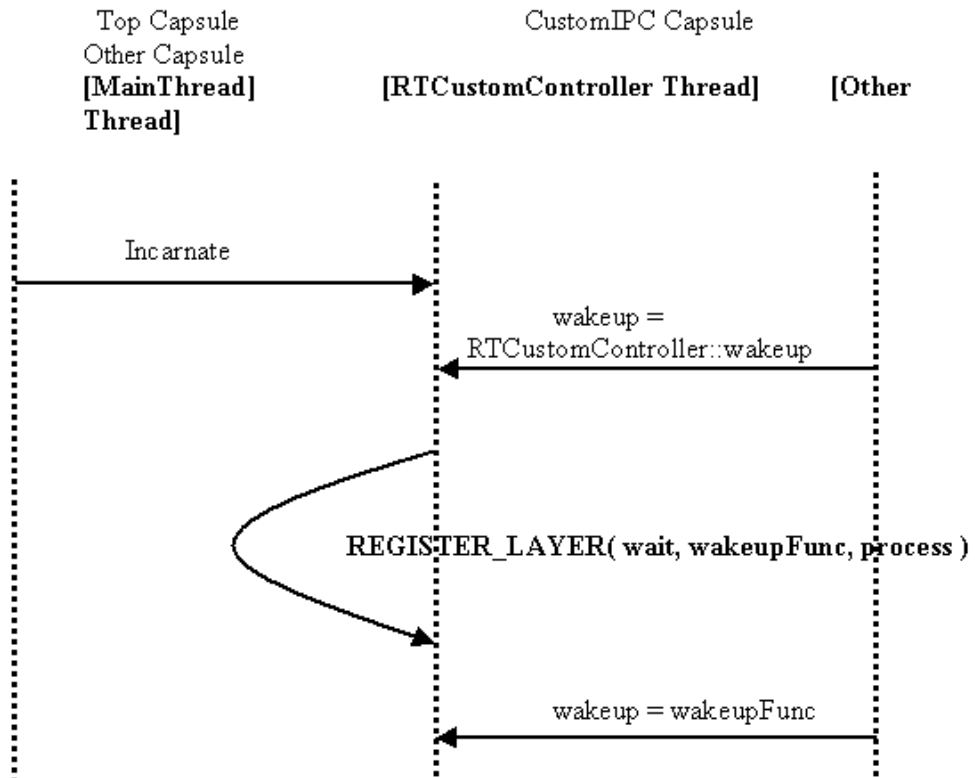 Top Capsule CustomIPC Capsule
Other Capsule
[MainThread] [RTCustomController Thread] [Other
Thread]
Incarnate
wakeup =
RTCustomController::wakeup
REGISTER_LAYER( wait, wakeupFunc, process )
wakeup = wakeupFunc